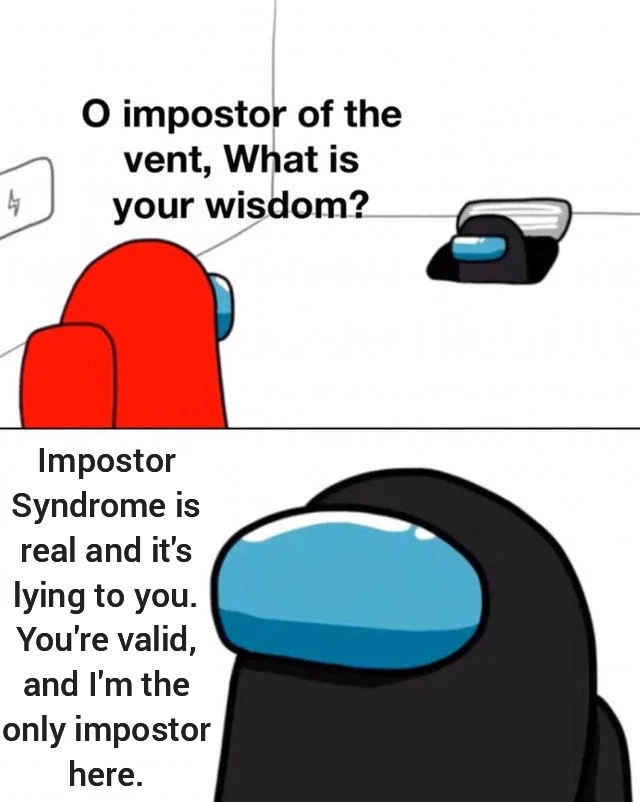 O impostor of the
vent, What is
your wisdom?
Impostor
Syndrome is
real and it's
lying to you.
You're valid,
and I'm the
only impostor
here.